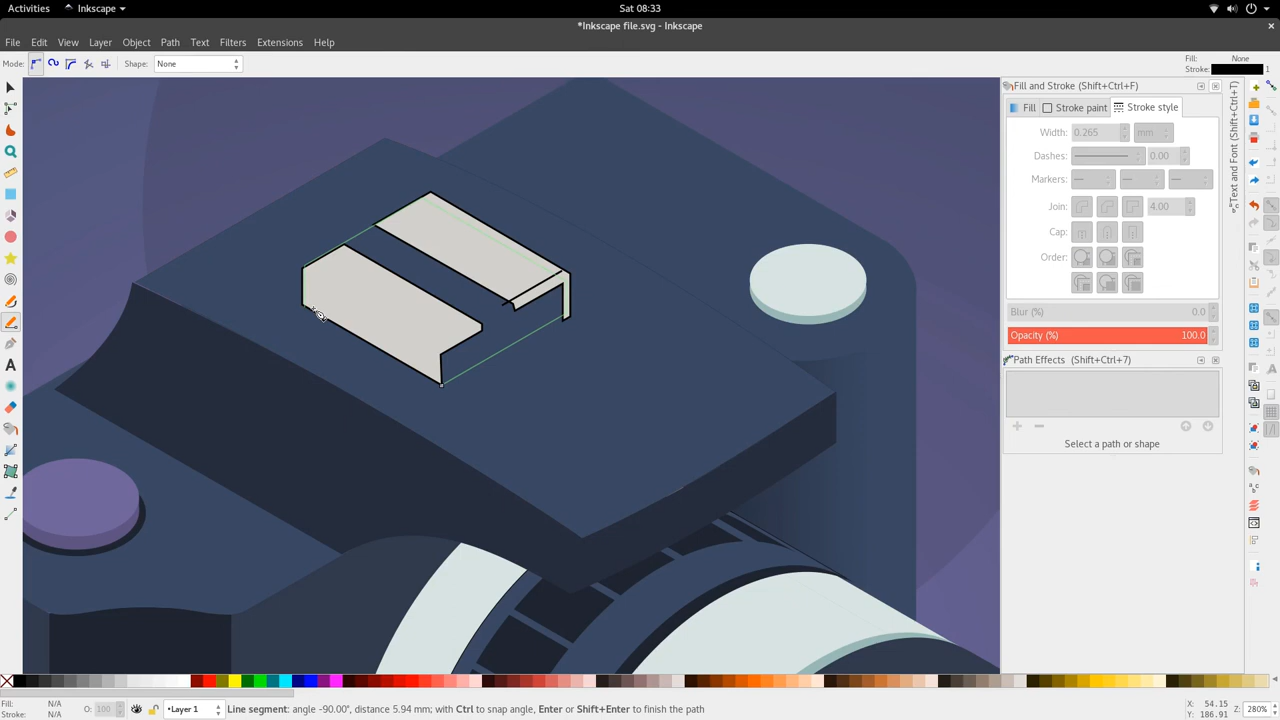 Activities
Inkscape
Sat 08:33
*Inkscape file.svg - Inkscape
File
Edit
View
Layer
Object
Path
Text
Filters
Extensions
Help
Mode:
Shape:
None
Fill:
None
Stroke:
1
Fill and Stroke (Shift+Ctrl+F)
Fill
Stroke paint
Stroke style
Width:
0.265
mm
Dashes:
0.00
Markers:
Join:
4.00
Cap:
Order:
Blur (%)
0.0
Opacity (%)
100.0
Path Effects (Shift+Ctrl+7)
Select a path or shape
Text and Font (Shift+Ctrl+T)
Fill:
N/A
Stroke:
N/A
O:
100
•Layer 1
Line segment: angle -90.00°, distance 5.94 mm; with Ctrl to snap angle, Enter or Shift+Enter to finish the path
X:
54.15
Y:
186.91
Z:
280%